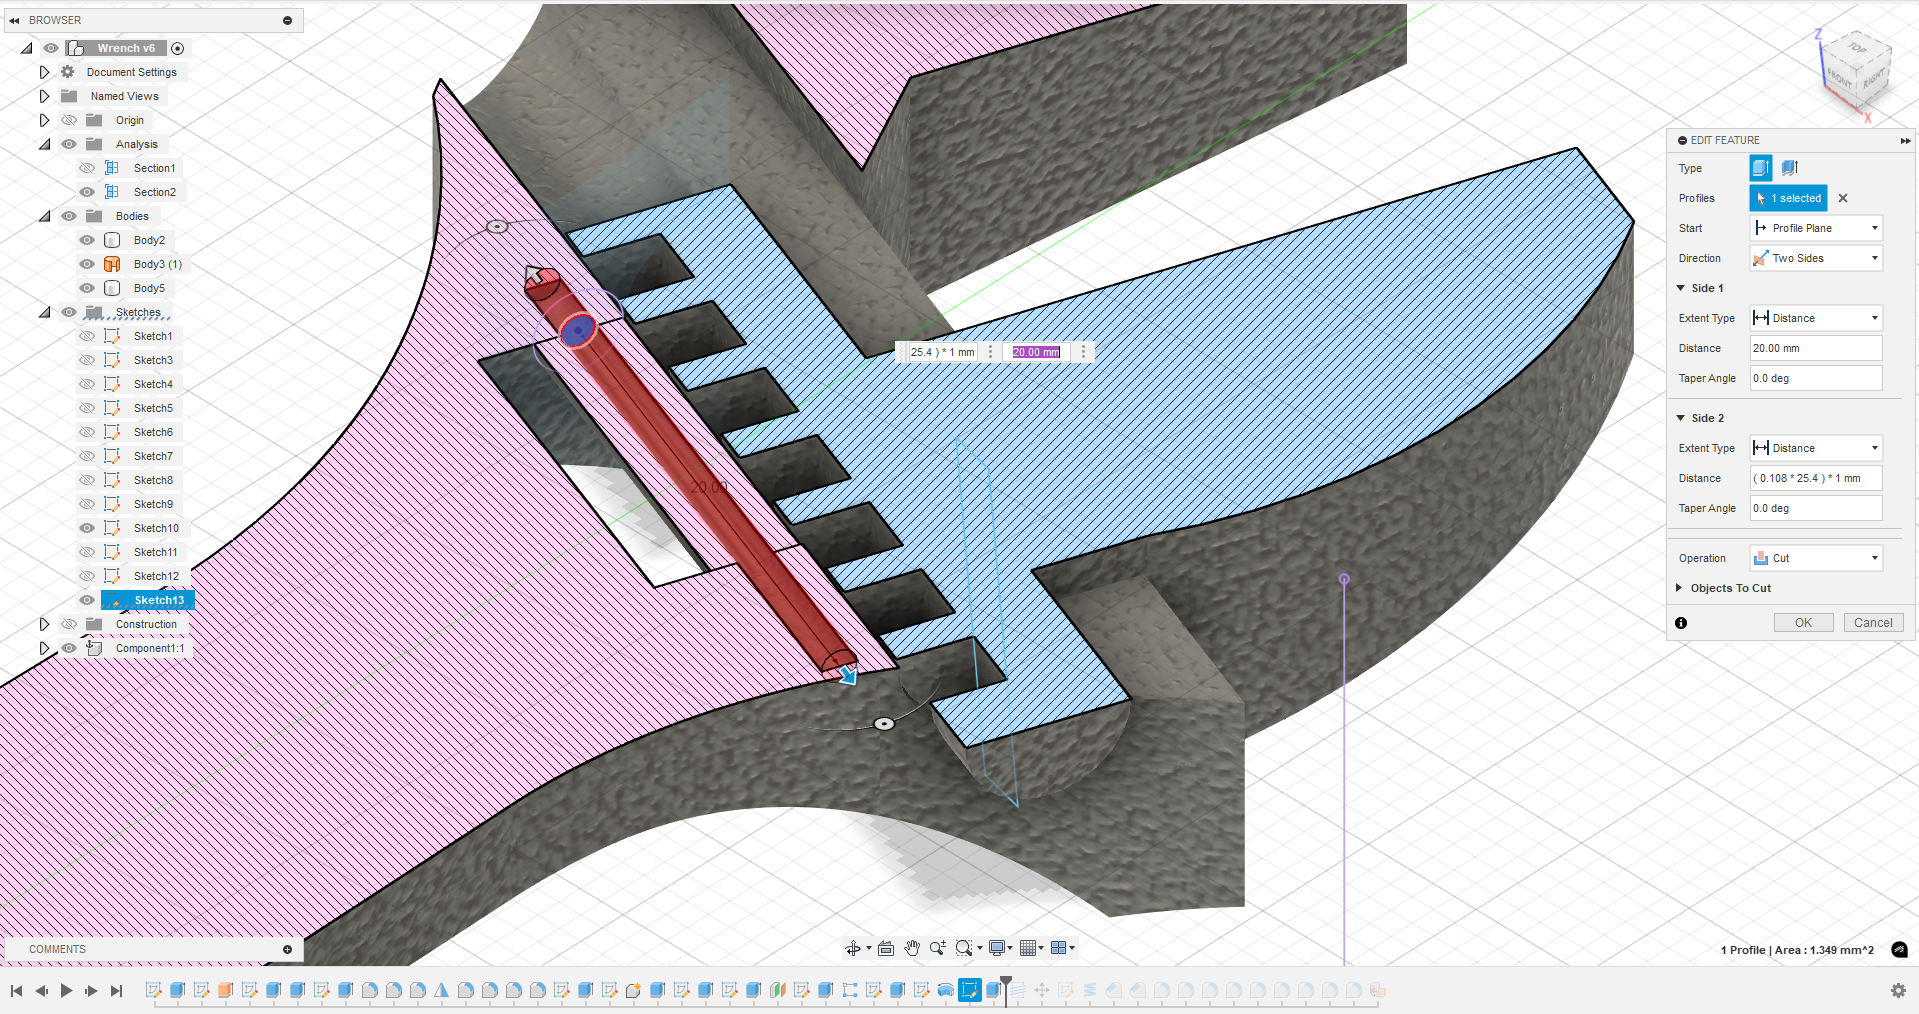 BROWSER
Wrench v6
Document Settings
Named Views
Origin
Analysis
Section1
Section2
Bodies
Body2
Body3 (1)
Body5
Sketches
Sketch1
Sketch3
Sketch4
Sketch5
Sketch6
Sketch7
Sketch8
Sketch9
Sketch10
Sketch11
Sketch12
Sketch13
Construction
Component1:1
COMMENTS
20.00
25.4 ) * 1 mm 20.00 mm
Z
TOP
FRONT RIGHT
X
EDIT FEATURE
Type
Profiles 1 selected
Start Profile Plane
Direction Two Sides
Side 1
Extent Type Distance
Distance 20.00 mm
Taper Angle 0.0 deg
Side 2
Extent Type Distance
Distance ( 0.108 * 25.4 ) * 1 mm
Taper Angle 0.0 deg
Operation Cut
Objects To Cut
OK Cancel
1 Profile | Area : 1.349 mm^2